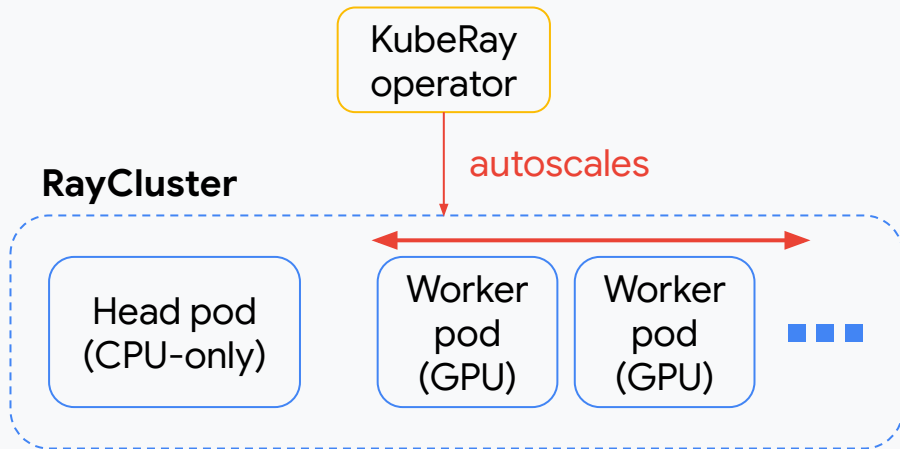 KubeRay
operator
autoscales
RayCluster
Head pod
(CPU-only)
Worker
pod
(GPU)
Worker
pod
(GPU)